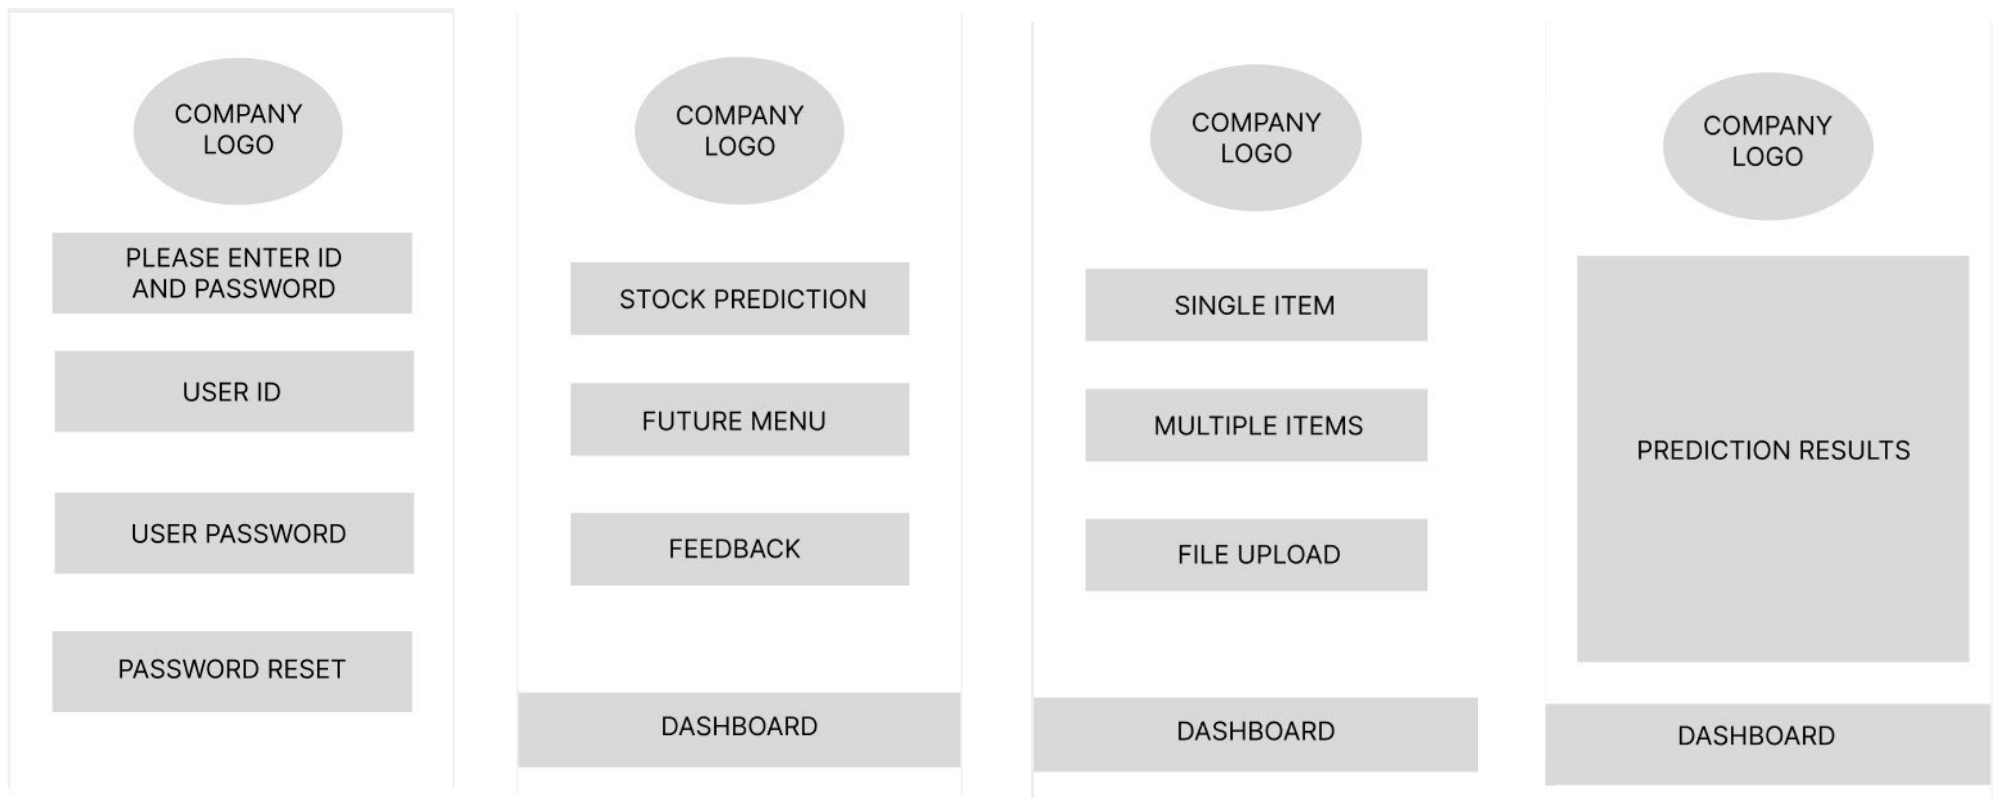 COMPANY
LOGO
PLEASE ENTER ID
AND PASSWORD
USER ID
USER PASSWORD
PASSWORD RESET
COMPANY
LOGO
STOCK PREDICTION
FUTURE MENU
FEEDBACK
DASHBOARD
COMPANY
LOGO
SINGLE ITEM
MULTIPLE ITEMS
FILE UPLOAD
DASHBOARD
COMPANY
LOGO
PREDICTION RESULTS
DASHBOARD